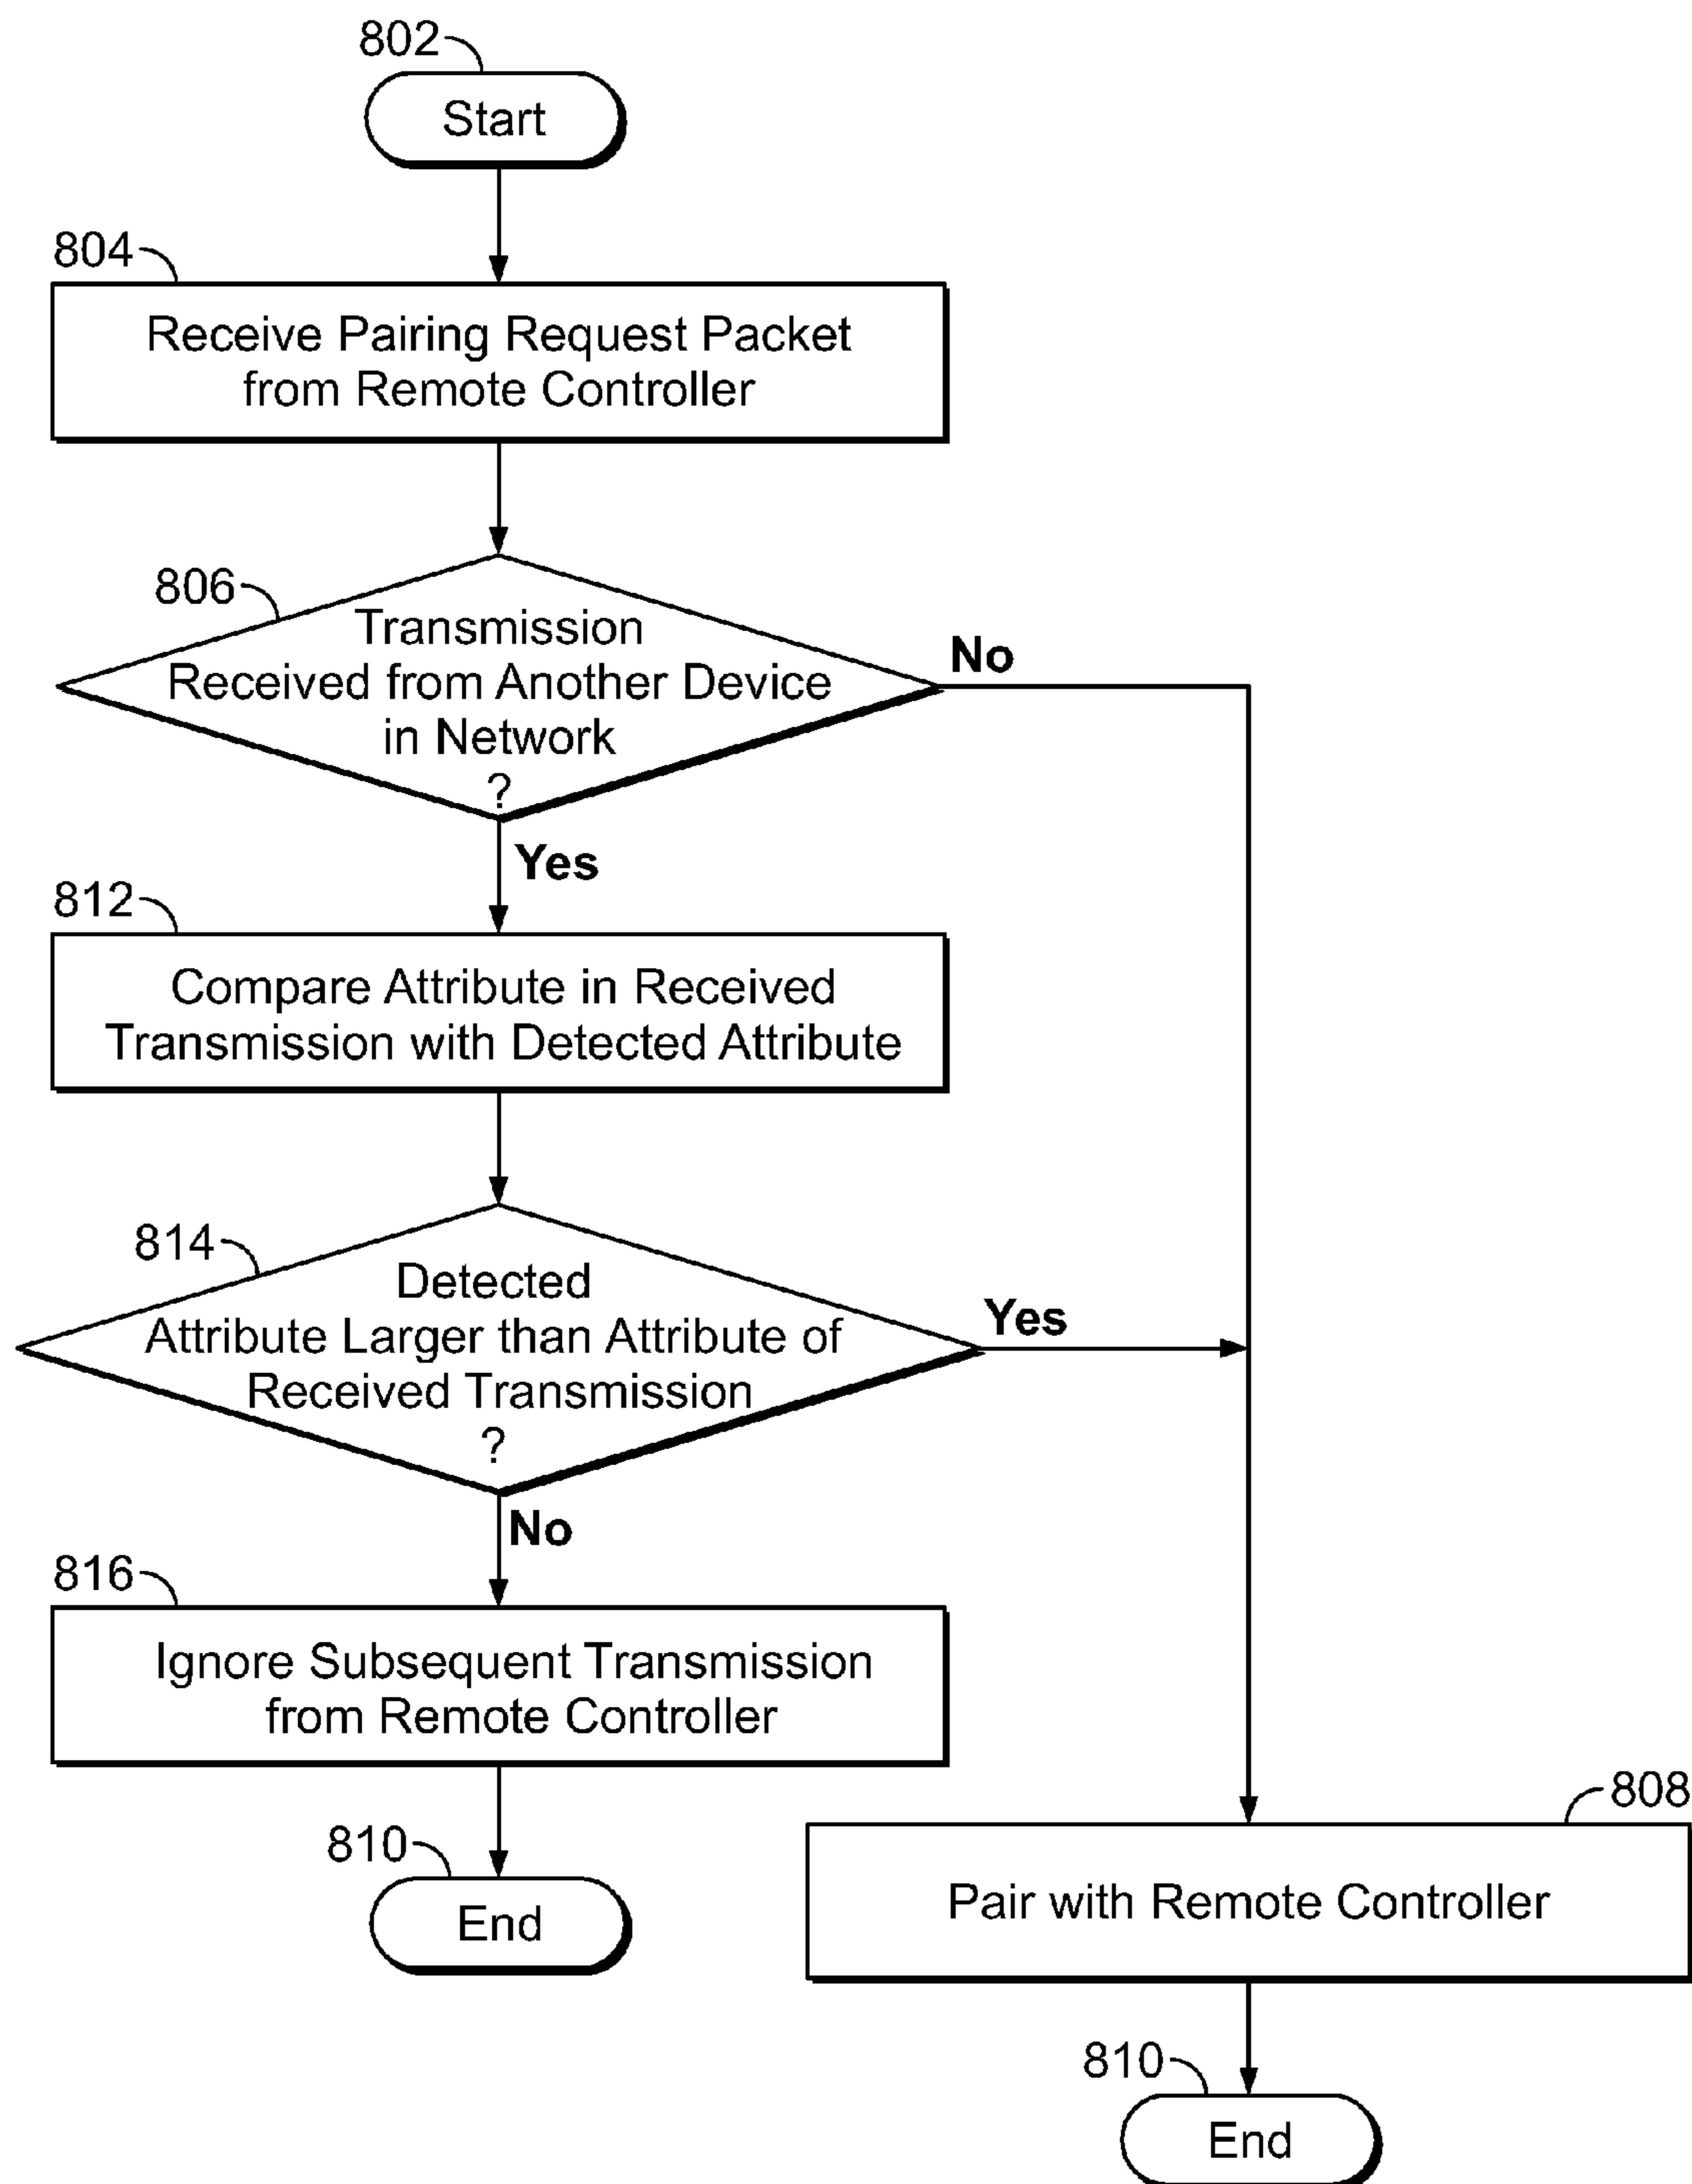 802
Start
804
Receive Pairing Request Packet
from Remote Controller
806
Transmission
Received from Another Device
in Network
?
No
Yes
812
Compare Attribute in Received
Transmission with Detected Attribute
814
Detected
Attribute Larger than Attribute of
Received Transmission
?
Yes
No
816
Ignore Subsequent Transmission
from Remote Controller
810
End
808
Pair with Remote Controller
810
End